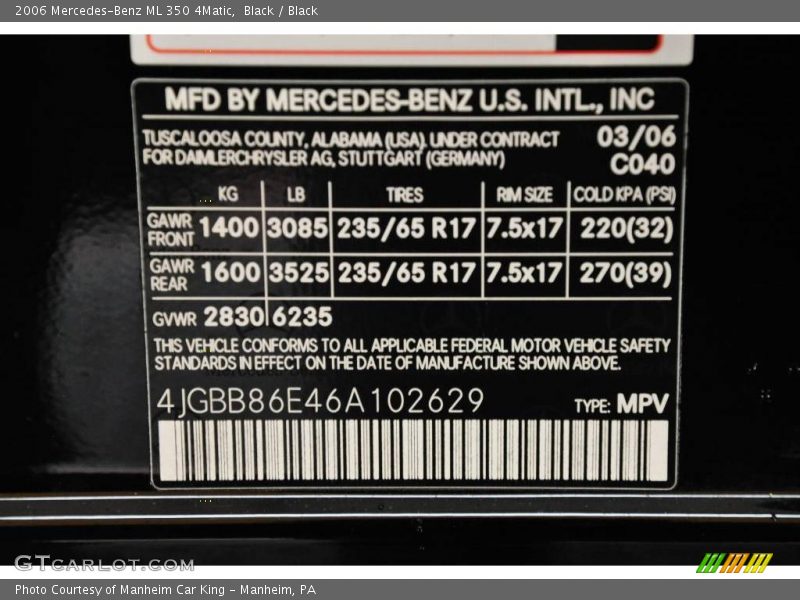 2006 Mercedes-Benz ML 350 4Matic, Black / Black
MFD BY MERCEDES-BENZ U.S. INTL., INC
TUSCALOOSA COUNTY, ALABAMA (USA). UNDER CONTRACT 03/06
FOR DAIMLERCHRYSLER AG, STUTTGART (GERMANY) C040
KG LB TIRES RIM SIZE COLD KPA (PSI)
GAWR FRONT 1400 3085 235/65 R17 7.5x17 220(32)
GAWR REAR 1600 3525 235/65 R17 7.5x17 270(39)
GVWR 2830 6235
THIS VEHICLE CONFORMS TO ALL APPLICABLE FEDERAL MOTOR VEHICLE SAFETY
STANDARDS IN EFFECT ON THE DATE OF MANUFACTURE SHOWN ABOVE.
4JGBB86E46A102629 TYPE: MPV
GTCARLOT.COM
Photo Courtesy of Manheim Car King - Manheim, PA